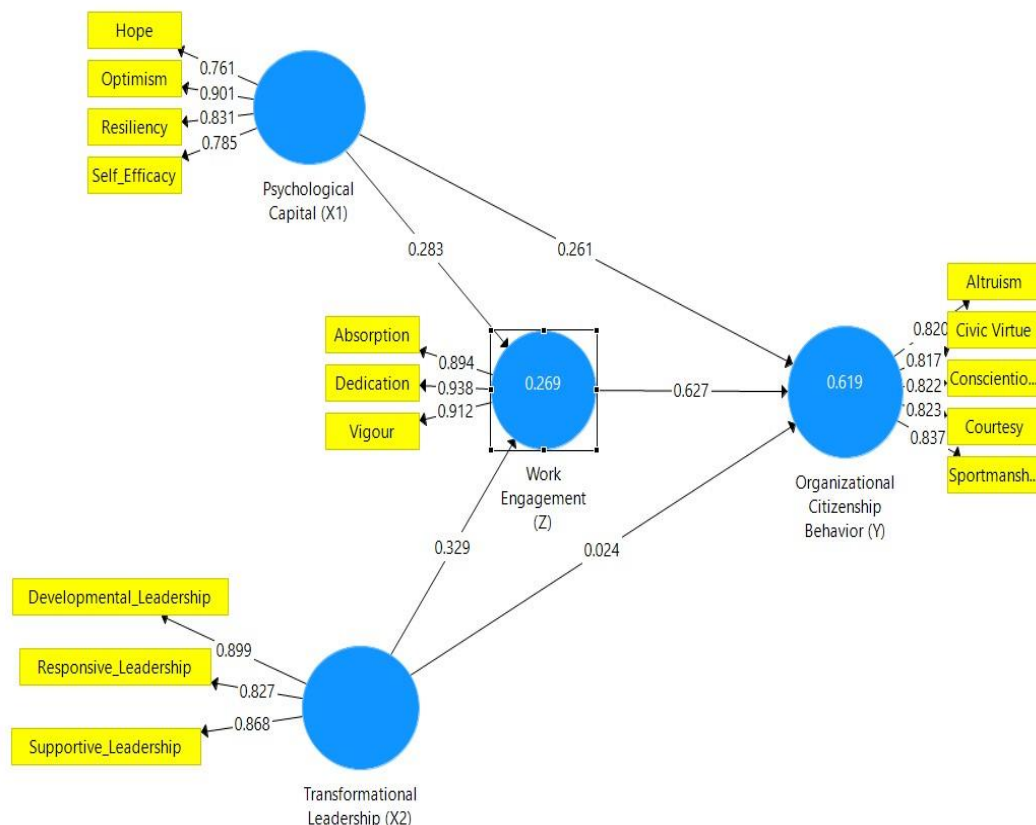 Hope
Optimism
Resiliency
Self_Efficacy
0.761
0.901
0.831
0.785
Psychological
Capital (X1)
0.283
0.261
Absorption
Dedication
Vigour
0.894
0.938
0.912
0.269
Work
Engagement
(Z)
0.627
0.619
Organizational
Citizenship
Behavior (Y)
0.820
0.817
0.822
0.823
0.837
Altruism
Civic Virtue
Conscientio...
Courtesy
Sportmansh...
0.329
0.024
Developmental_Leadership
Responsive_Leadership
Supportive_Leadership
0.899
0.827
0.868
Transformational
Leadership (X2)